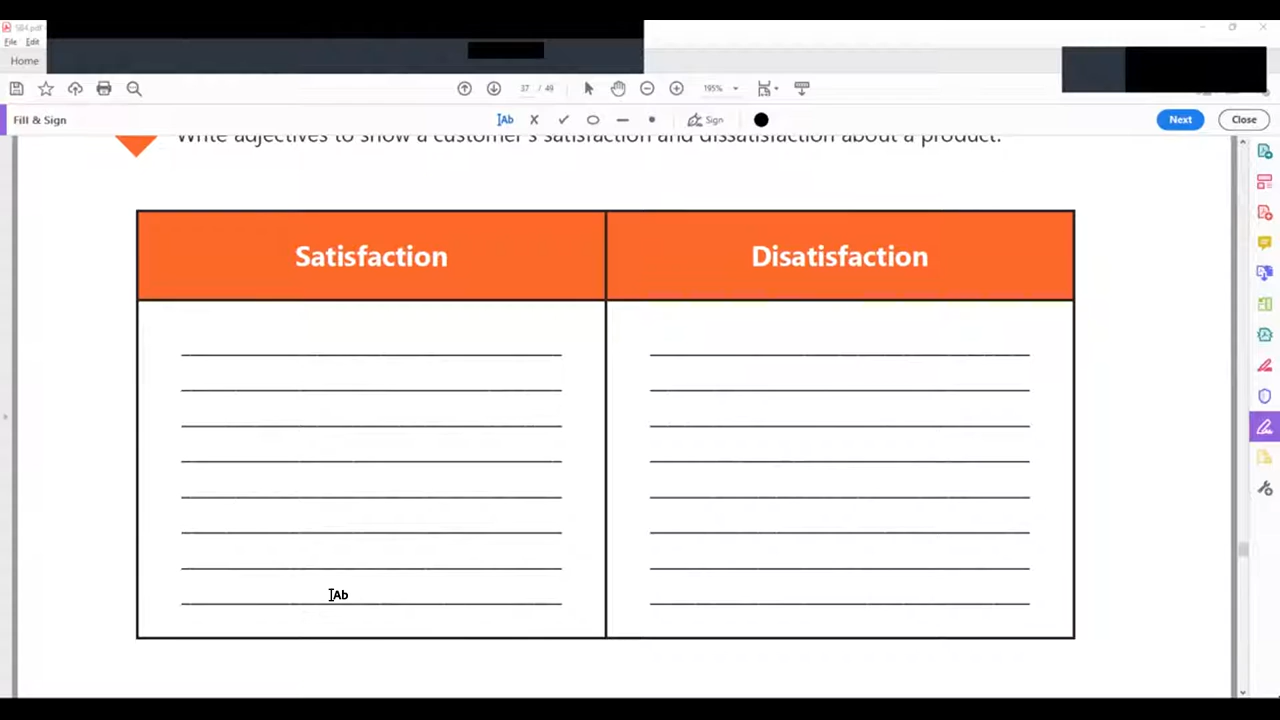 File Edit
Home
37 / 49
195%
Fill & Sign
Ab
Sign
Next
Close
Write adjectives to show a customer's satisfaction and dissatisfaction about a product.
Satisfaction
Disatisfaction
Ab